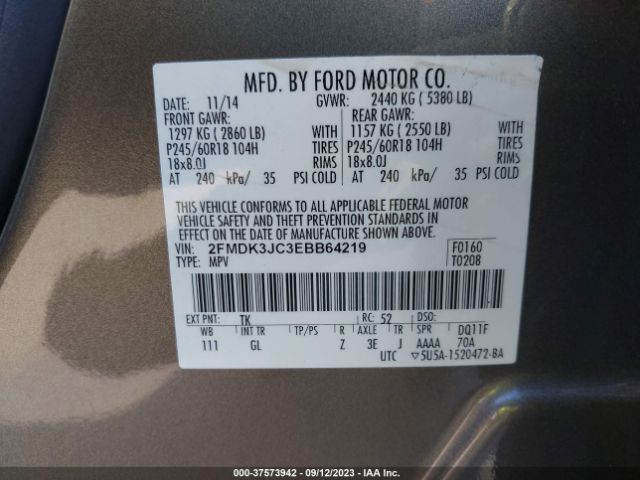 MFD. BY FORD MOTOR CO.
DATE: 11/14 GVWR: 2440 KG ( 5380 LB)
FRONT GAWR: REAR GAWR:
1297 KG ( 2860 LB) WITH 1157 KG ( 2550 LB) WITH
P245/60R18 104H TIRES P245/60R18 104H TIRES
18x8.0J RIMS 18x8.0J RIMS
AT 240 kPa/ 35 PSI COLD AT 240 kPa/ 35 PSI COLD
THIS VEHICLE CONFORMS TO ALL APPLICABLE FEDERAL MOTOR
VEHICLE SAFETY AND THEFT PREVENTION STANDARDS IN
EFFECT ON THE DATE OF MANUFACTURE SHOWN ABOVE.
VIN: 2FMDK3JC3EBB64219 F0160
TYPE: MPV T0208
EXT PNT: TK RC: 52 DSO:
WB INT TR TP/PS R AXLE TR SPR DQ11F
111 GL Z 3E J AAAA 70A
UTC ▽5U5A-1520472-BA
000-37573942 - 09/12/2023 - IAA Inc.